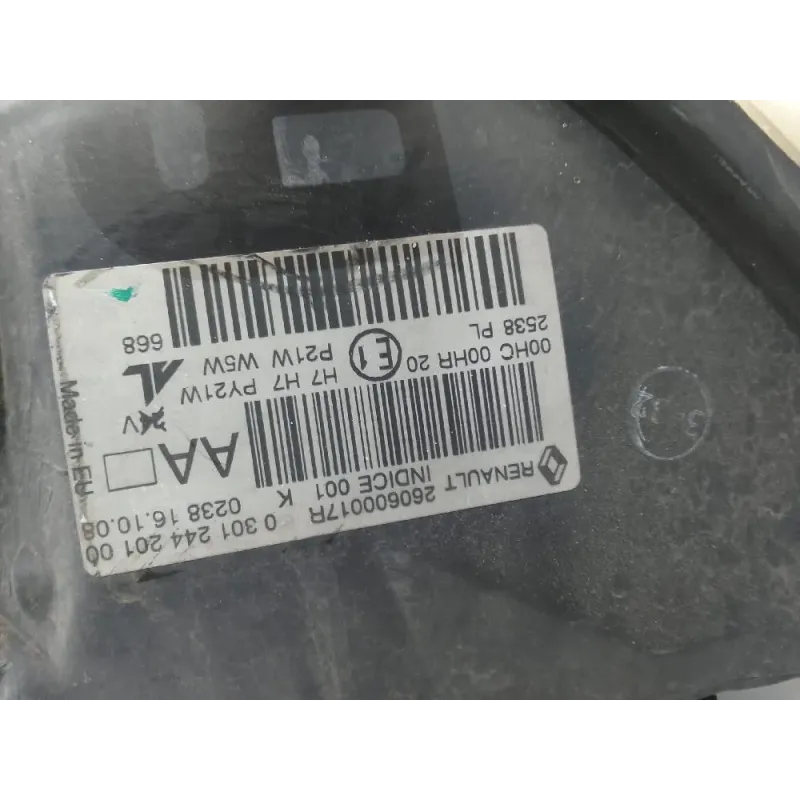 RENAULT 260600017R 0 301 244 201 00
INDICE 001 K 0238 16.10.08
AA
00HC 00HR 20 E1 H7 H7 PY21W AL V
2538 PL P21W W5W 668
Made in EU